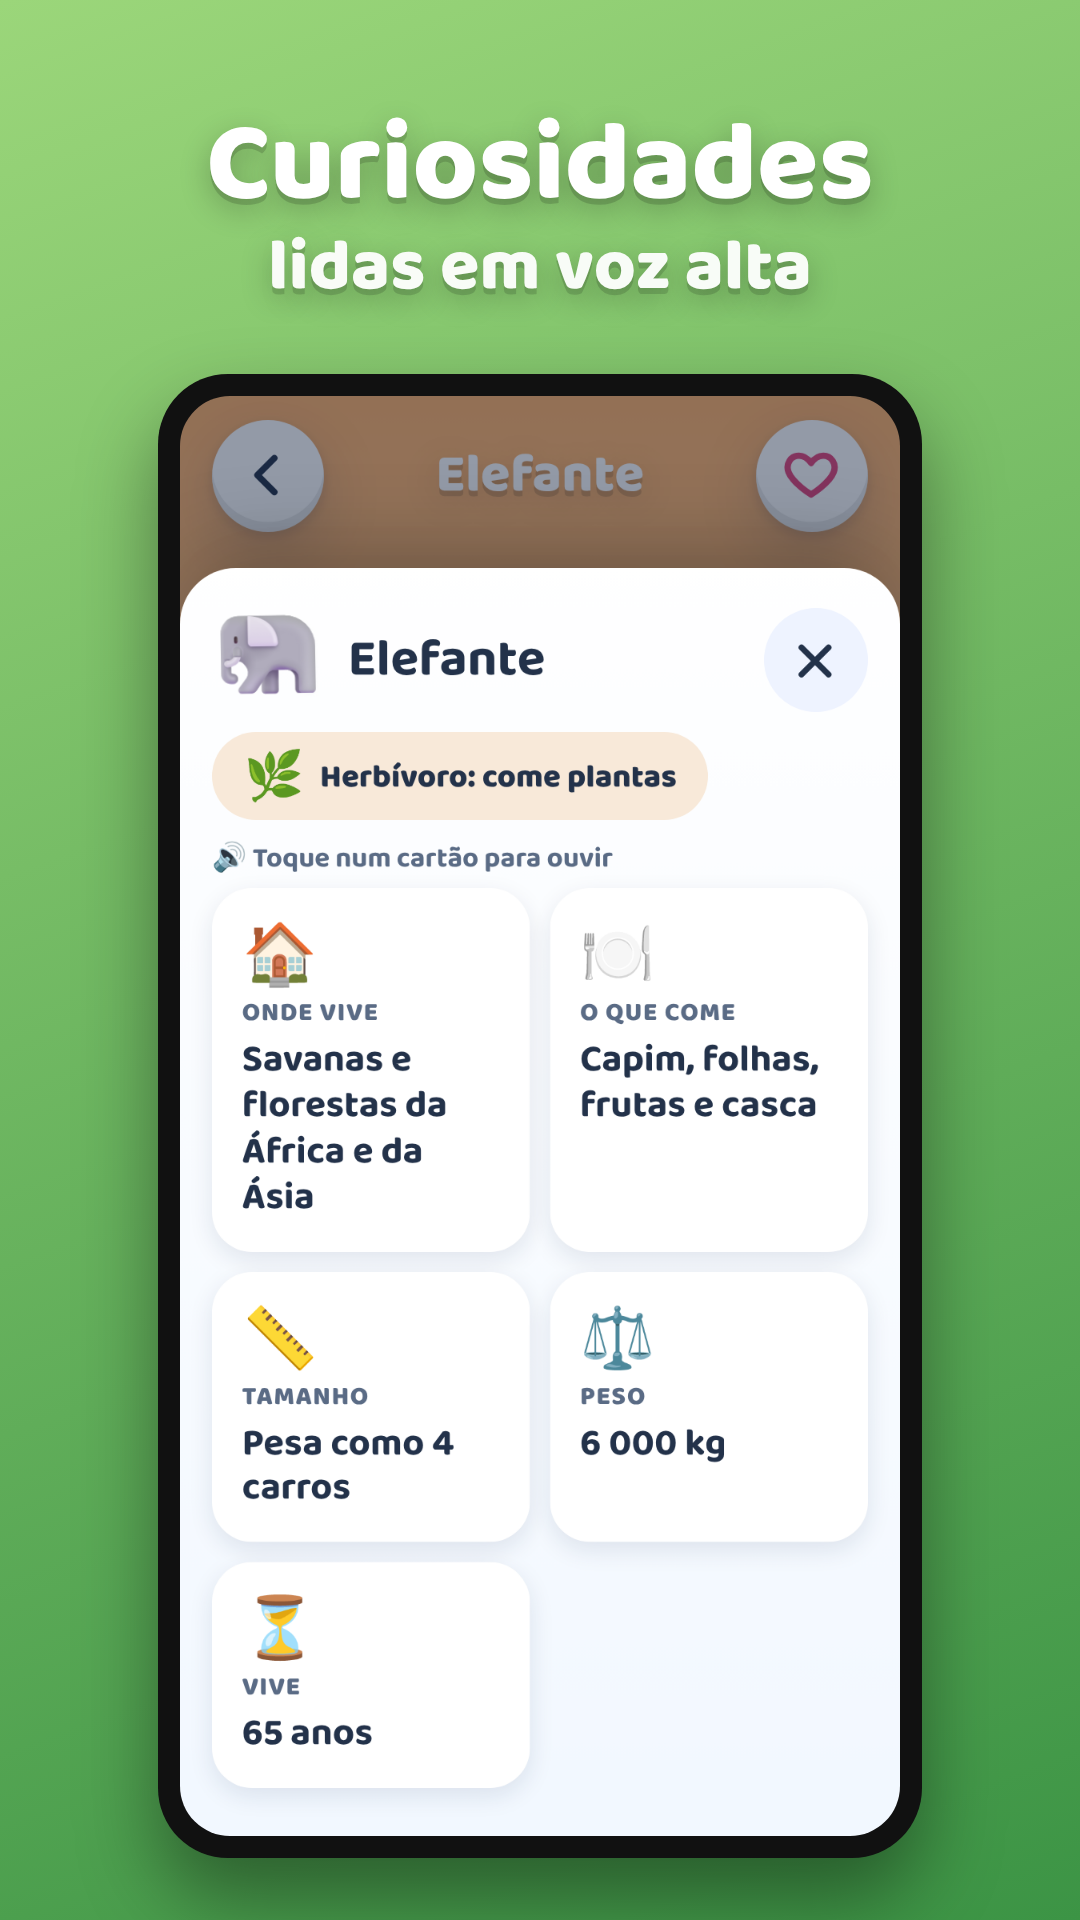 Curiosidades
lidas em voz alta
Elefante
Elefante
Herbívoro: come plantas
Toque num cartão para ouvir
ONDE VIVE
Savanas e
florestas da
África e da
Ásia
O QUE COME
Capim, folhas,
frutas e casca
TAMANHO
Pesa como 4
carros
PESO
6 000 kg
VIVE
65 anos